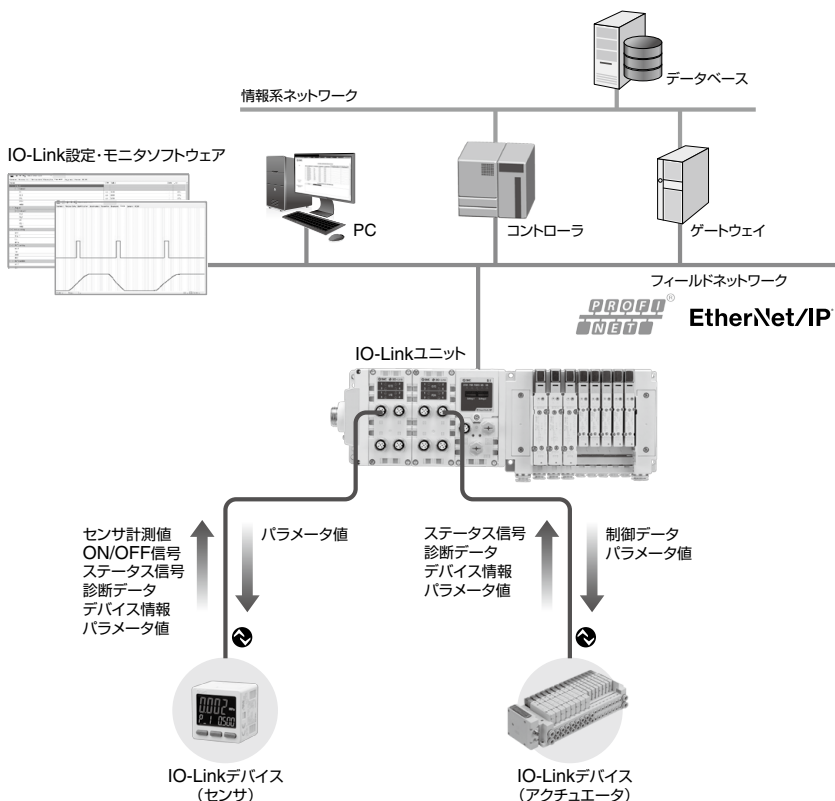 データベース
情報系ネットワーク
IO-Link設定・モニタソフトウェア
PC
コントローラ
ゲートウェイ
フィールドネットワーク
PROFI®
NET
EtherNet/IP
IO-Linkユニット
センサ計測値
ON/OFF信号
ステータス信号
診断データ
デバイス情報
パラメータ値
パラメータ値
ステータス信号
診断データ
デバイス情報
パラメータ値
制御データ
パラメータ値
0.002
P_1 0.500
IO-Linkデバイス
（センサ）
IO-Linkデバイス
（アクチュエータ）